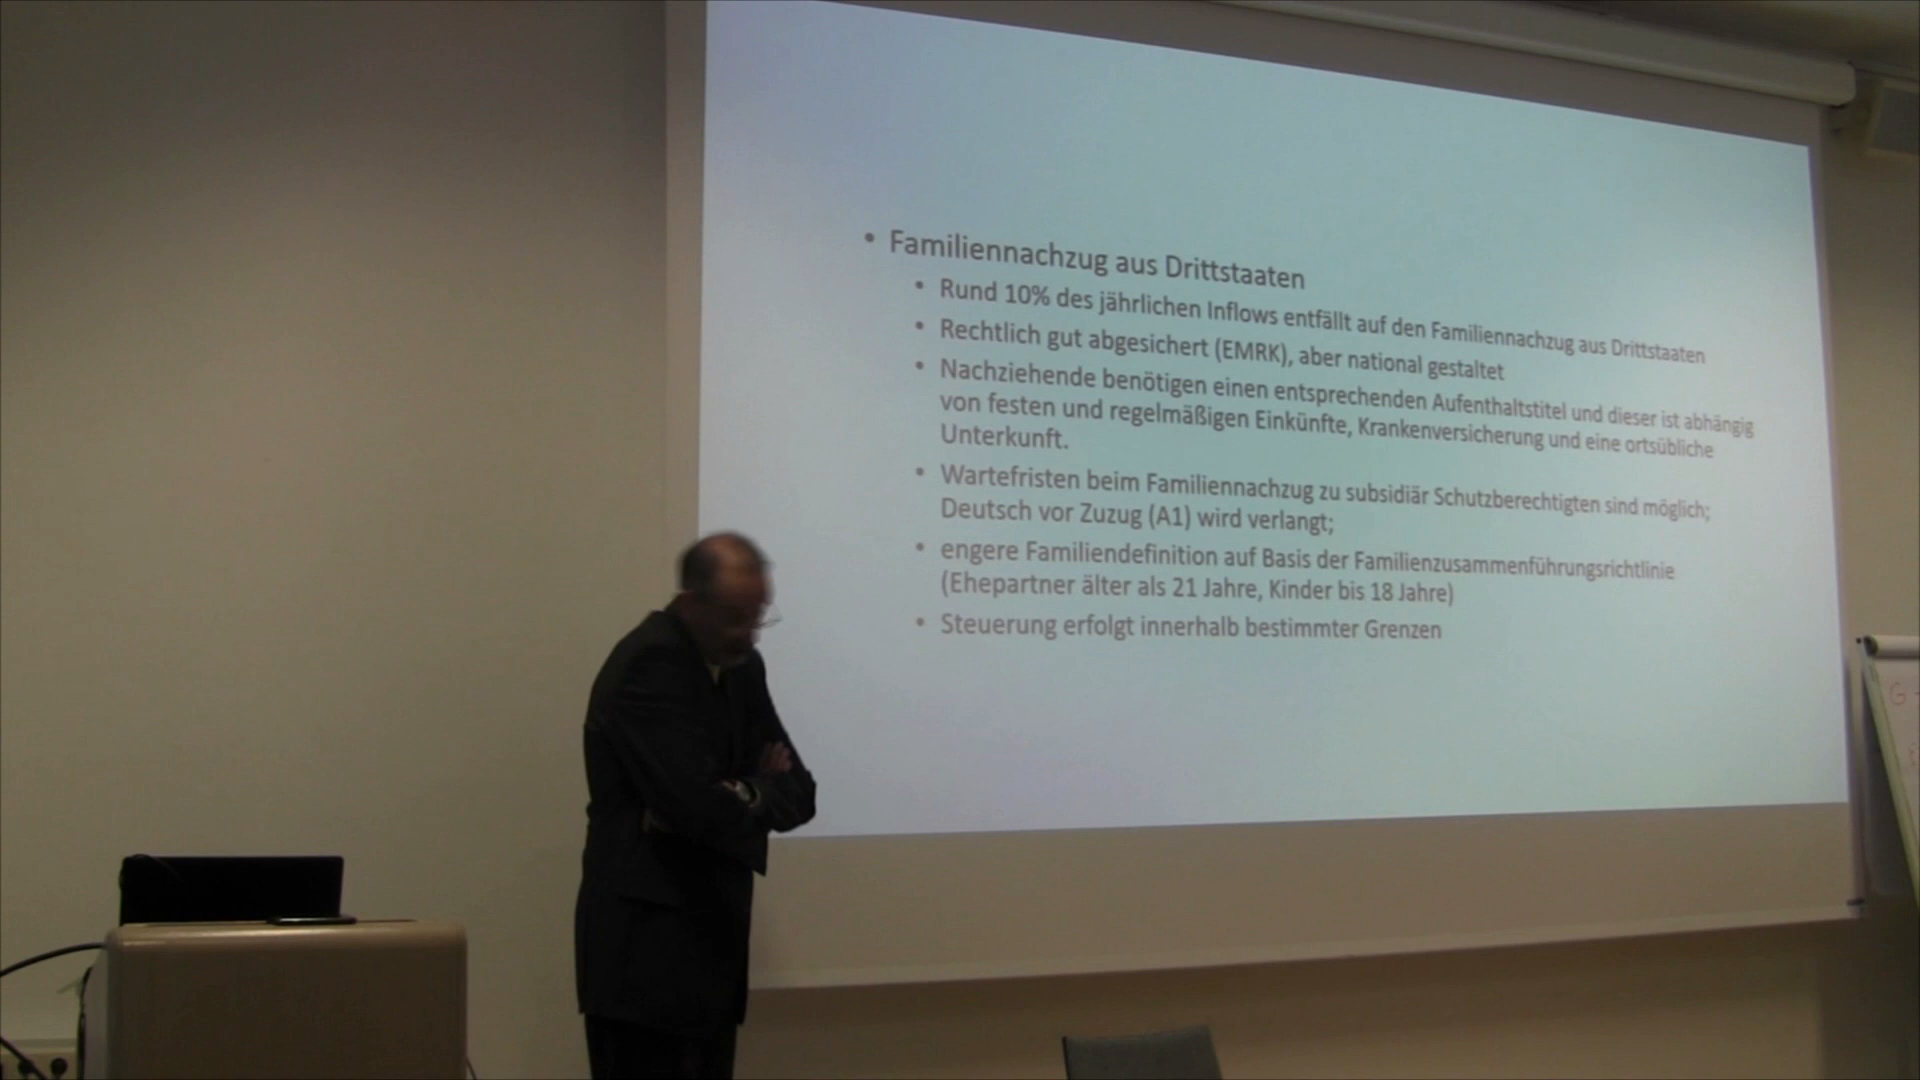 • Familiennachzug aus Drittstaaten
• Rund 10% des jährlichen Inflows entfällt auf den Familiennachzug aus Drittstaaten
• Rechtlich gut abgesichert (EMRK), aber national gestaltet
• Nachziehende benötigen einen entsprechenden Aufenthaltstitel und dieser ist abhängig
von festen und regelmäßigen Einkünfte, Krankenversicherung und eine ortsübliche
Unterkunft.
• Wartefristen beim Familiennachzug zu subsidiär Schutzberechtigten sind möglich;
Deutsch vor Zuzug (A1) wird verlangt;
• engere Familiendefinition auf Basis der Familienzusammenführungsrichtlinie
(Ehepartner älter als 21 Jahre, Kinder bis 18 Jahre)
• Steuerung erfolgt innerhalb bestimmter Grenzen
G